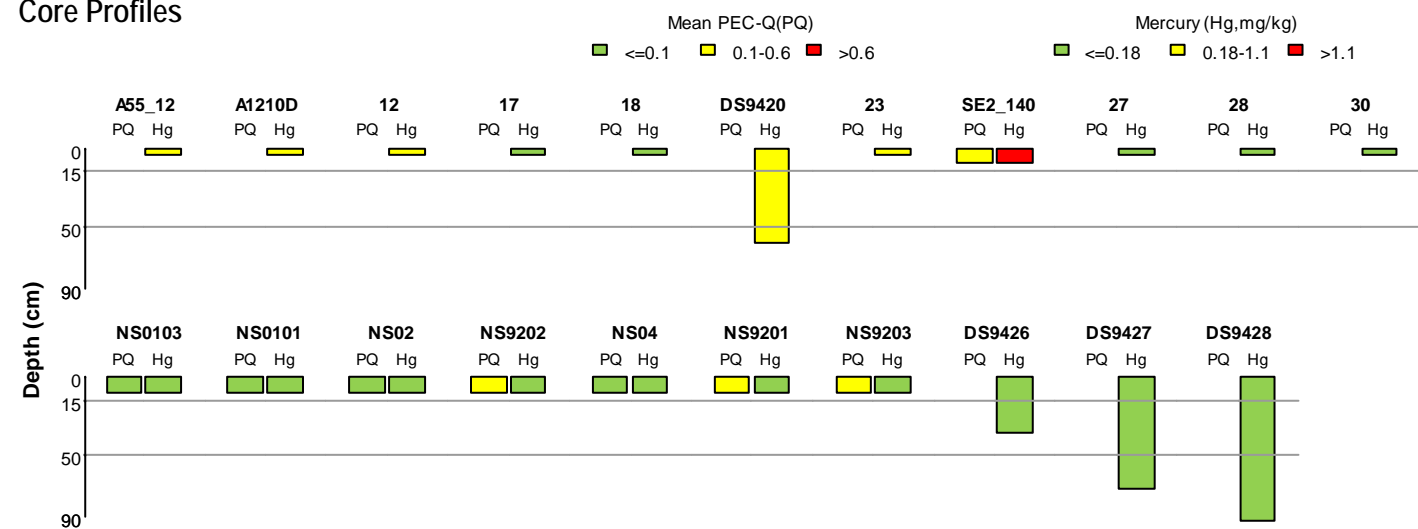 Core Profiles
Mean PEC-Q(PQ) Mercury (Hg,mg/kg)
<=0.1 0.1-0.6 >0.6 <=0.18 0.18-1.1 >1.1
A55_12 A1210D 12 17 18 DS9420 23 SE2_140 27 28 30
PQ Hg PQ Hg PQ Hg PQ Hg PQ Hg PQ Hg PQ Hg PQ Hg PQ Hg PQ Hg PQ Hg
0
15
50
90
Depth (cm)
NS0103 NS0101 NS02 NS9202 NS04 NS9201 NS9203 DS9426 DS9427 DS9428
PQ Hg PQ Hg PQ Hg PQ Hg PQ Hg PQ Hg PQ Hg PQ Hg PQ Hg PQ Hg
0
15
50
90